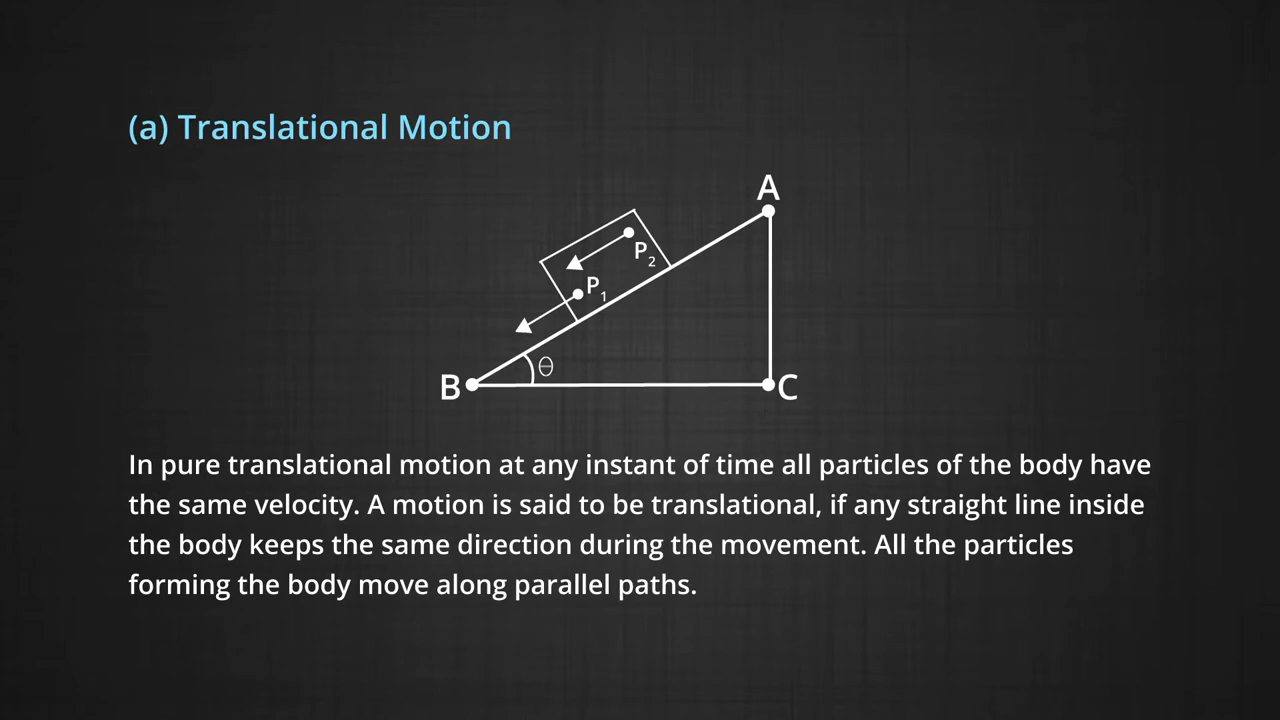 (a) Translational Motion
A
P2
P1
θ
B
C
In pure translational motion at any instant of time all particles of the body have
the same velocity. A motion is said to be translational, if any straight line inside
the body keeps the same direction during the movement. All the particles
forming the body move along parallel paths.